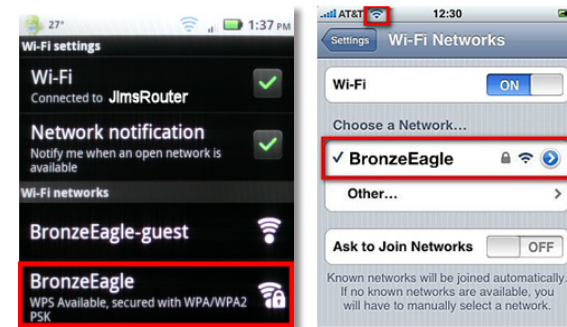 27°
1:37 PM
Wi-Fi settings
Wi-Fi
Connected to JimsRouter
Network notification
Notify me when an open network is
available
Wi-Fi networks
BronzeEagle-guest
BronzeEagle
WPS Available, secured with WPA/WPA2
PSK
AT&T
12:30
Settings
Wi-Fi Networks
Wi-Fi
ON
Choose a Network...
BronzeEagle
Other...
Ask to Join Networks
OFF
Known networks will be joined automatically.
If no known networks are available, you
will have to manually select a network.